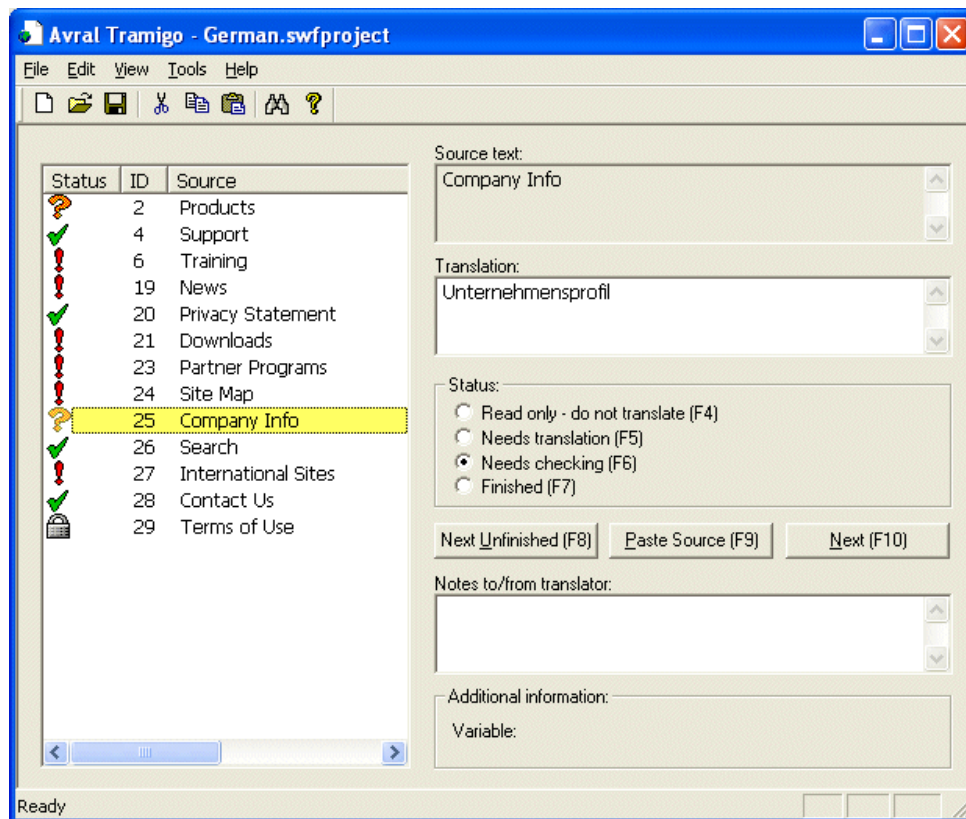 Avral Tramigo - German.swfproject
File Edit View Tools Help
Status ID Source
2 Products
4 Support
6 Training
19 News
20 Privacy Statement
21 Downloads
23 Partner Programs
24 Site Map
25 Company Info
26 Search
27 International Sites
28 Contact Us
29 Terms of Use
Source text:
Company Info
Translation:
Unternehmensprofil
Status:
Read only - do not translate (F4)
Needs translation (F5)
Needs checking (F6)
Finished (F7)
Next Unfinished (F8) Paste Source (F9) Next (F10)
Notes to/from translator:
Additional information:
Variable:
Ready